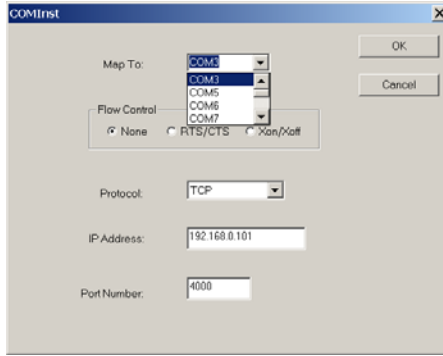 COMInst
Map To:
COM3
OK
COM3
COM5
COM6
COM7
Cancel
Flow Control
None
RTS/CTS
Xon/Xoff
Protocol:
TCP
IP Address:
192.168.0.101
Port Number:
4000